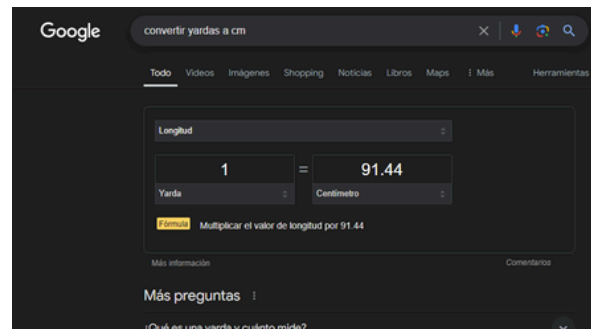 Google
convertir yardas a cm
Todo Videos Imágenes Shopping Noticias Libros Maps Más Herramientas
Longitud
1 = 91.44
Yarda Centímetro
Fórmula Multiplicar el valor de longitud por 91.44
Más información Comentarios
Más preguntas
¿Qué es una yarda y cuánto mide?